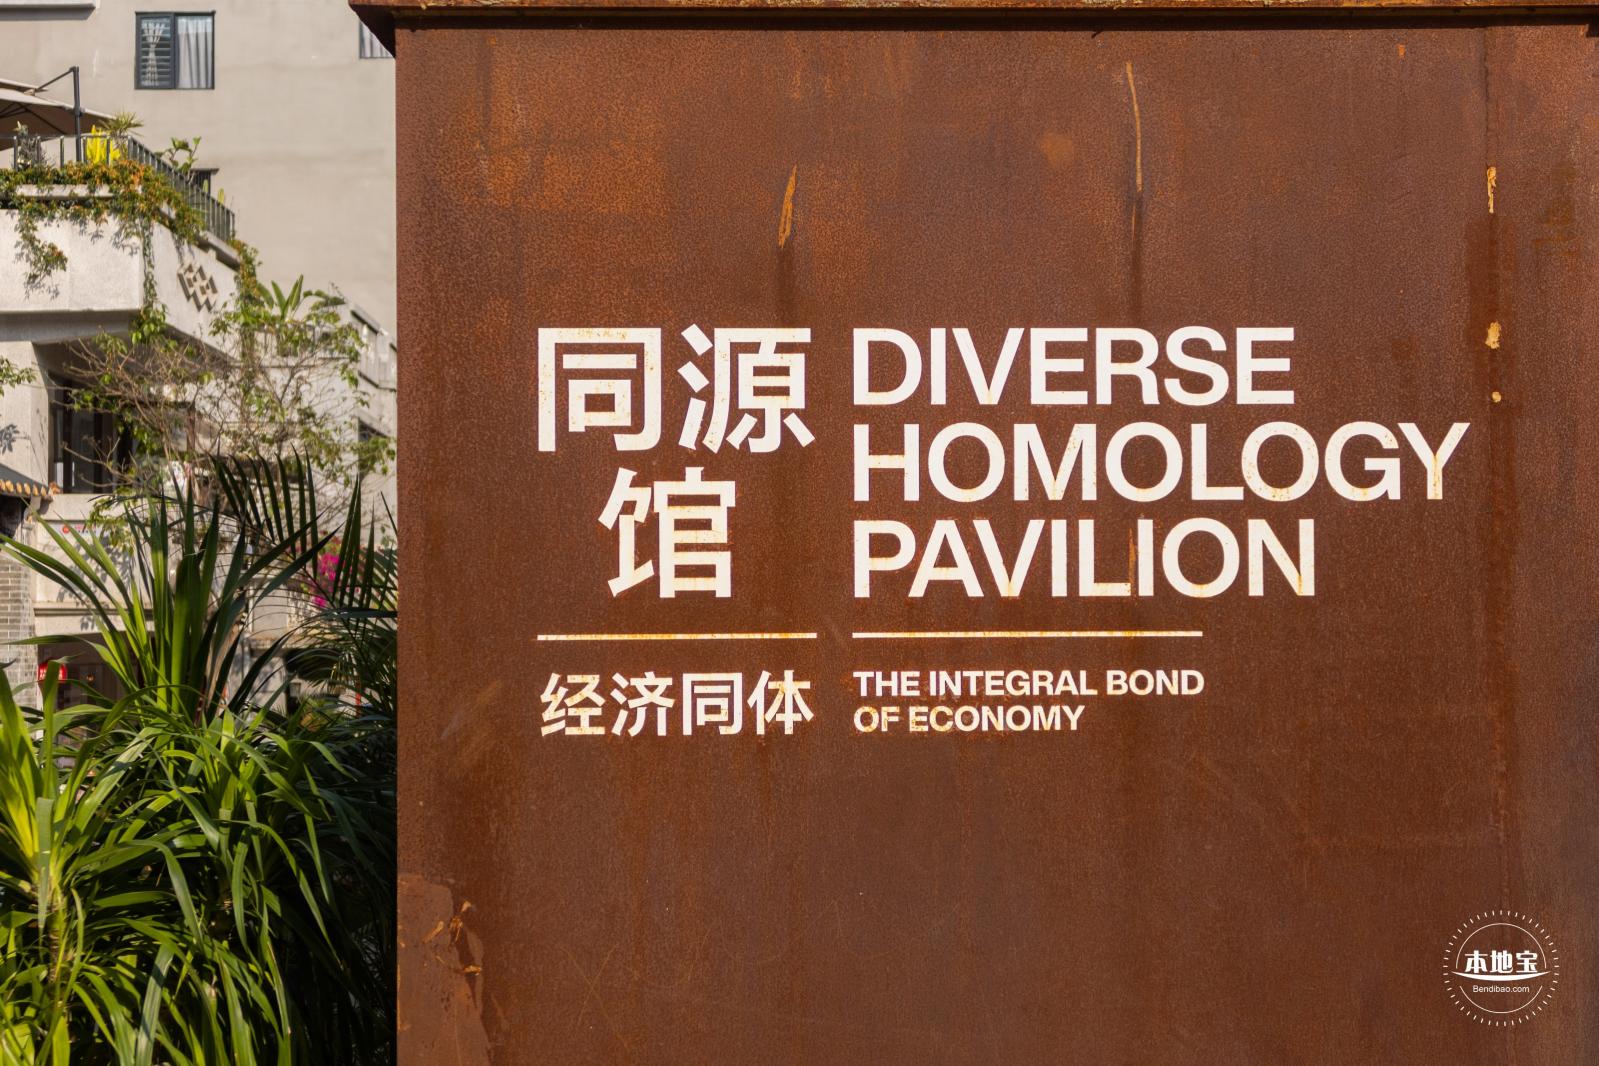 同源
馆
DIVERSE
HOMOLOGY
PAVILION
经济同体
THE INTEGRAL BOND
OF ECONOMY
本地宝
Bendibao.com